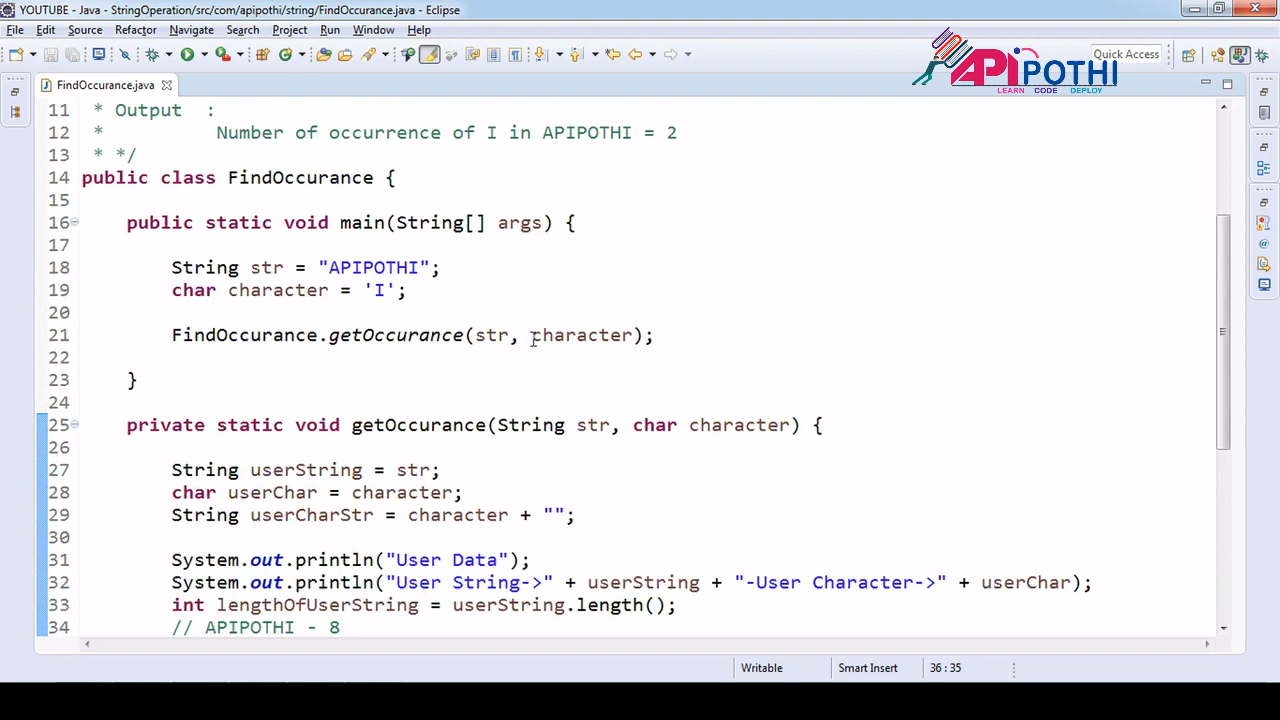 YOUTUBE - Java - StringOperation/src/com/apipothi/string/FindOccurance.java - Eclipse
File Edit Source Refactor Navigate Search Project Run Window Help
Quick Access
APIPOTHI
LEARN CODE DEPLOY
FindOccurance.java
11 * Output :
12 * Number of occurrence of I in APIPOTHI = 2
13 * */
14 public class FindOccurance {
15
16 public static void main(String[] args) {
17
18 String str = "APIPOTHI";
19 char character = 'I';
20
21 FindOccurance.getOccurance(str, character);
22
23 }
24
25 private static void getOccurance(String str, char character) {
26
27 String userString = str;
28 char userChar = character;
29 String userCharStr = character + "";
30
31 System.out.println("User Data");
32 System.out.println("User String->" + userString + "-User Character->" + userChar);
33 int lengthOfUserString = userString.length();
34 // APIPOTHI - 8
Writable Smart Insert 36 : 35